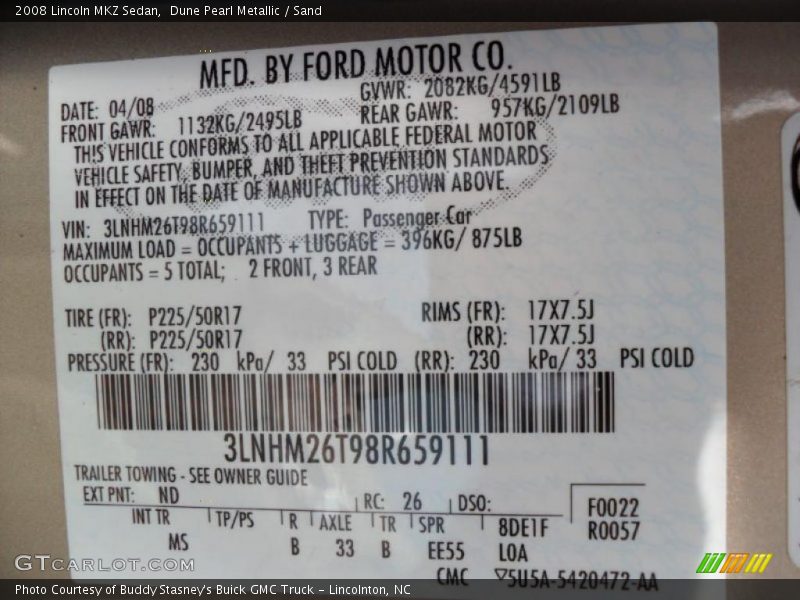 2008 Lincoln MKZ Sedan,  Dune Pearl Metallic / Sand
MFD. BY FORD MOTOR CO.
DATE: 04/08 GVWR: 2082KG/4591LB
FRONT GAWR: 1132KG/2495LB REAR GAWR: 957KG/2109LB
THIS VEHICLE CONFORMS TO ALL APPLICABLE FEDERAL MOTOR
VEHICLE SAFETY, BUMPER, AND THEFT PREVENTION STANDARDS
IN EFFECT ON THE DATE OF MANUFACTURE SHOWN ABOVE.
VIN: 3LNHM26T98R659111 TYPE: Passenger Car
MAXIMUM LOAD = OCCUPANTS + LUGGAGE = 396KG/ 875LB
OCCUPANTS = 5 TOTAL; 2 FRONT, 3 REAR
TIRE (FR): P225/50R17 RIMS (FR): 17X7.5J
(RR): P225/50R17 (RR): 17X7.5J
PRESSURE (FR): 230 kPa/ 33 PSI COLD (RR): 230 kPa/ 33 PSI COLD
3LNHM26T98R659111
TRAILER TOWING - SEE OWNER GUIDE
EXT PNT: ND RC: 26 DSO: F0022
INT TR TP/PS R AXLE TR SPR 8DE1F R0057
MS B 33 B EE55 L0A
CMC ▽5U5A-5420472-AA
GTCarLot.com
Photo Courtesy of Buddy Stasney's Buick GMC Truck - Lincolnton, NC